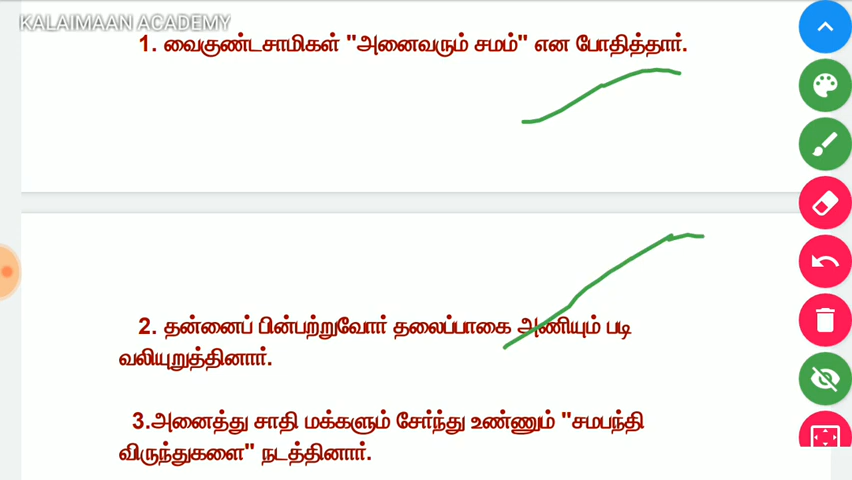 KALAIMAAN ACADEMY
1. வைகுண்டசாமிகள் "அனைவரும் சமம்" என போதித்தார்.
2. தன்னைப் பின்பற்றுவோர் தலைப்பாகை அணியும் படி
வலியுறுத்தினார்.
3.அனைத்து சாதி மக்களும் சேர்ந்து உண்ணும் "சமபந்தி
விருந்துகளை" நடத்தினார்.